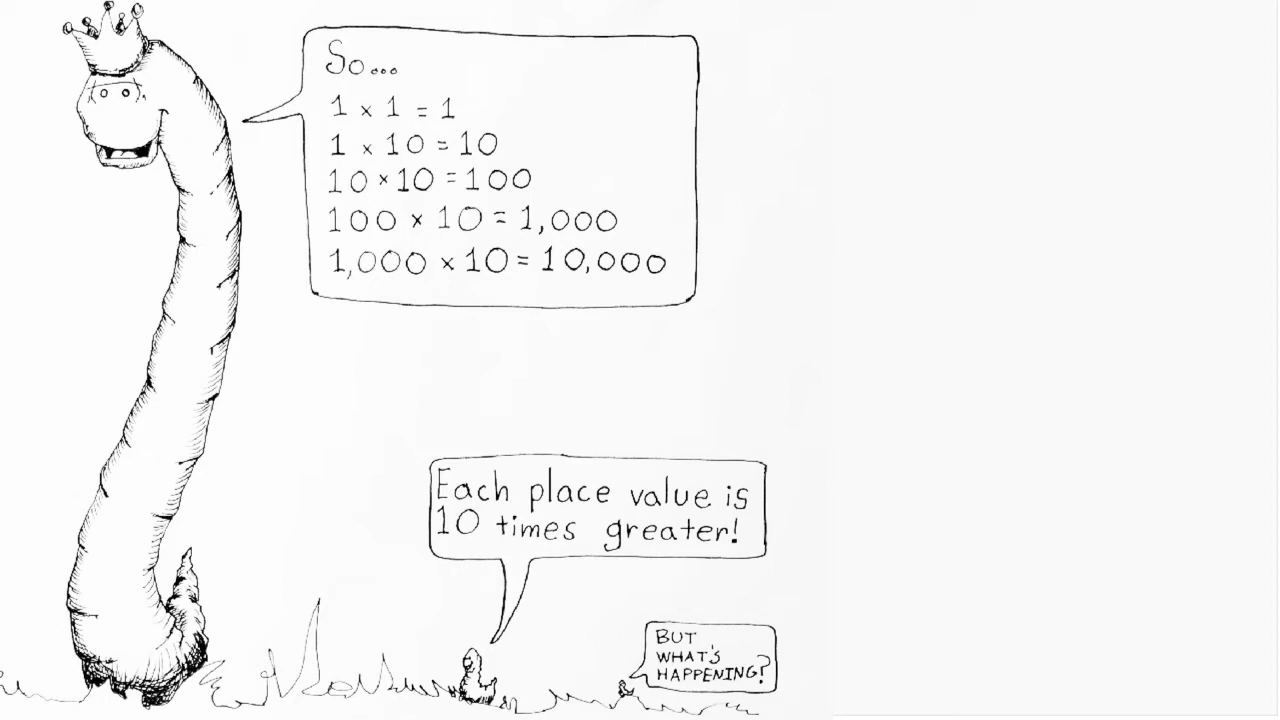 So...
1 × 1 = 1
1 × 10 = 10
10 × 10 = 100
100 × 10 = 1,000
1,000 × 10 = 10,000
Each place value is
10 times greater!
BUT
WHAT'S
HAPPENING?